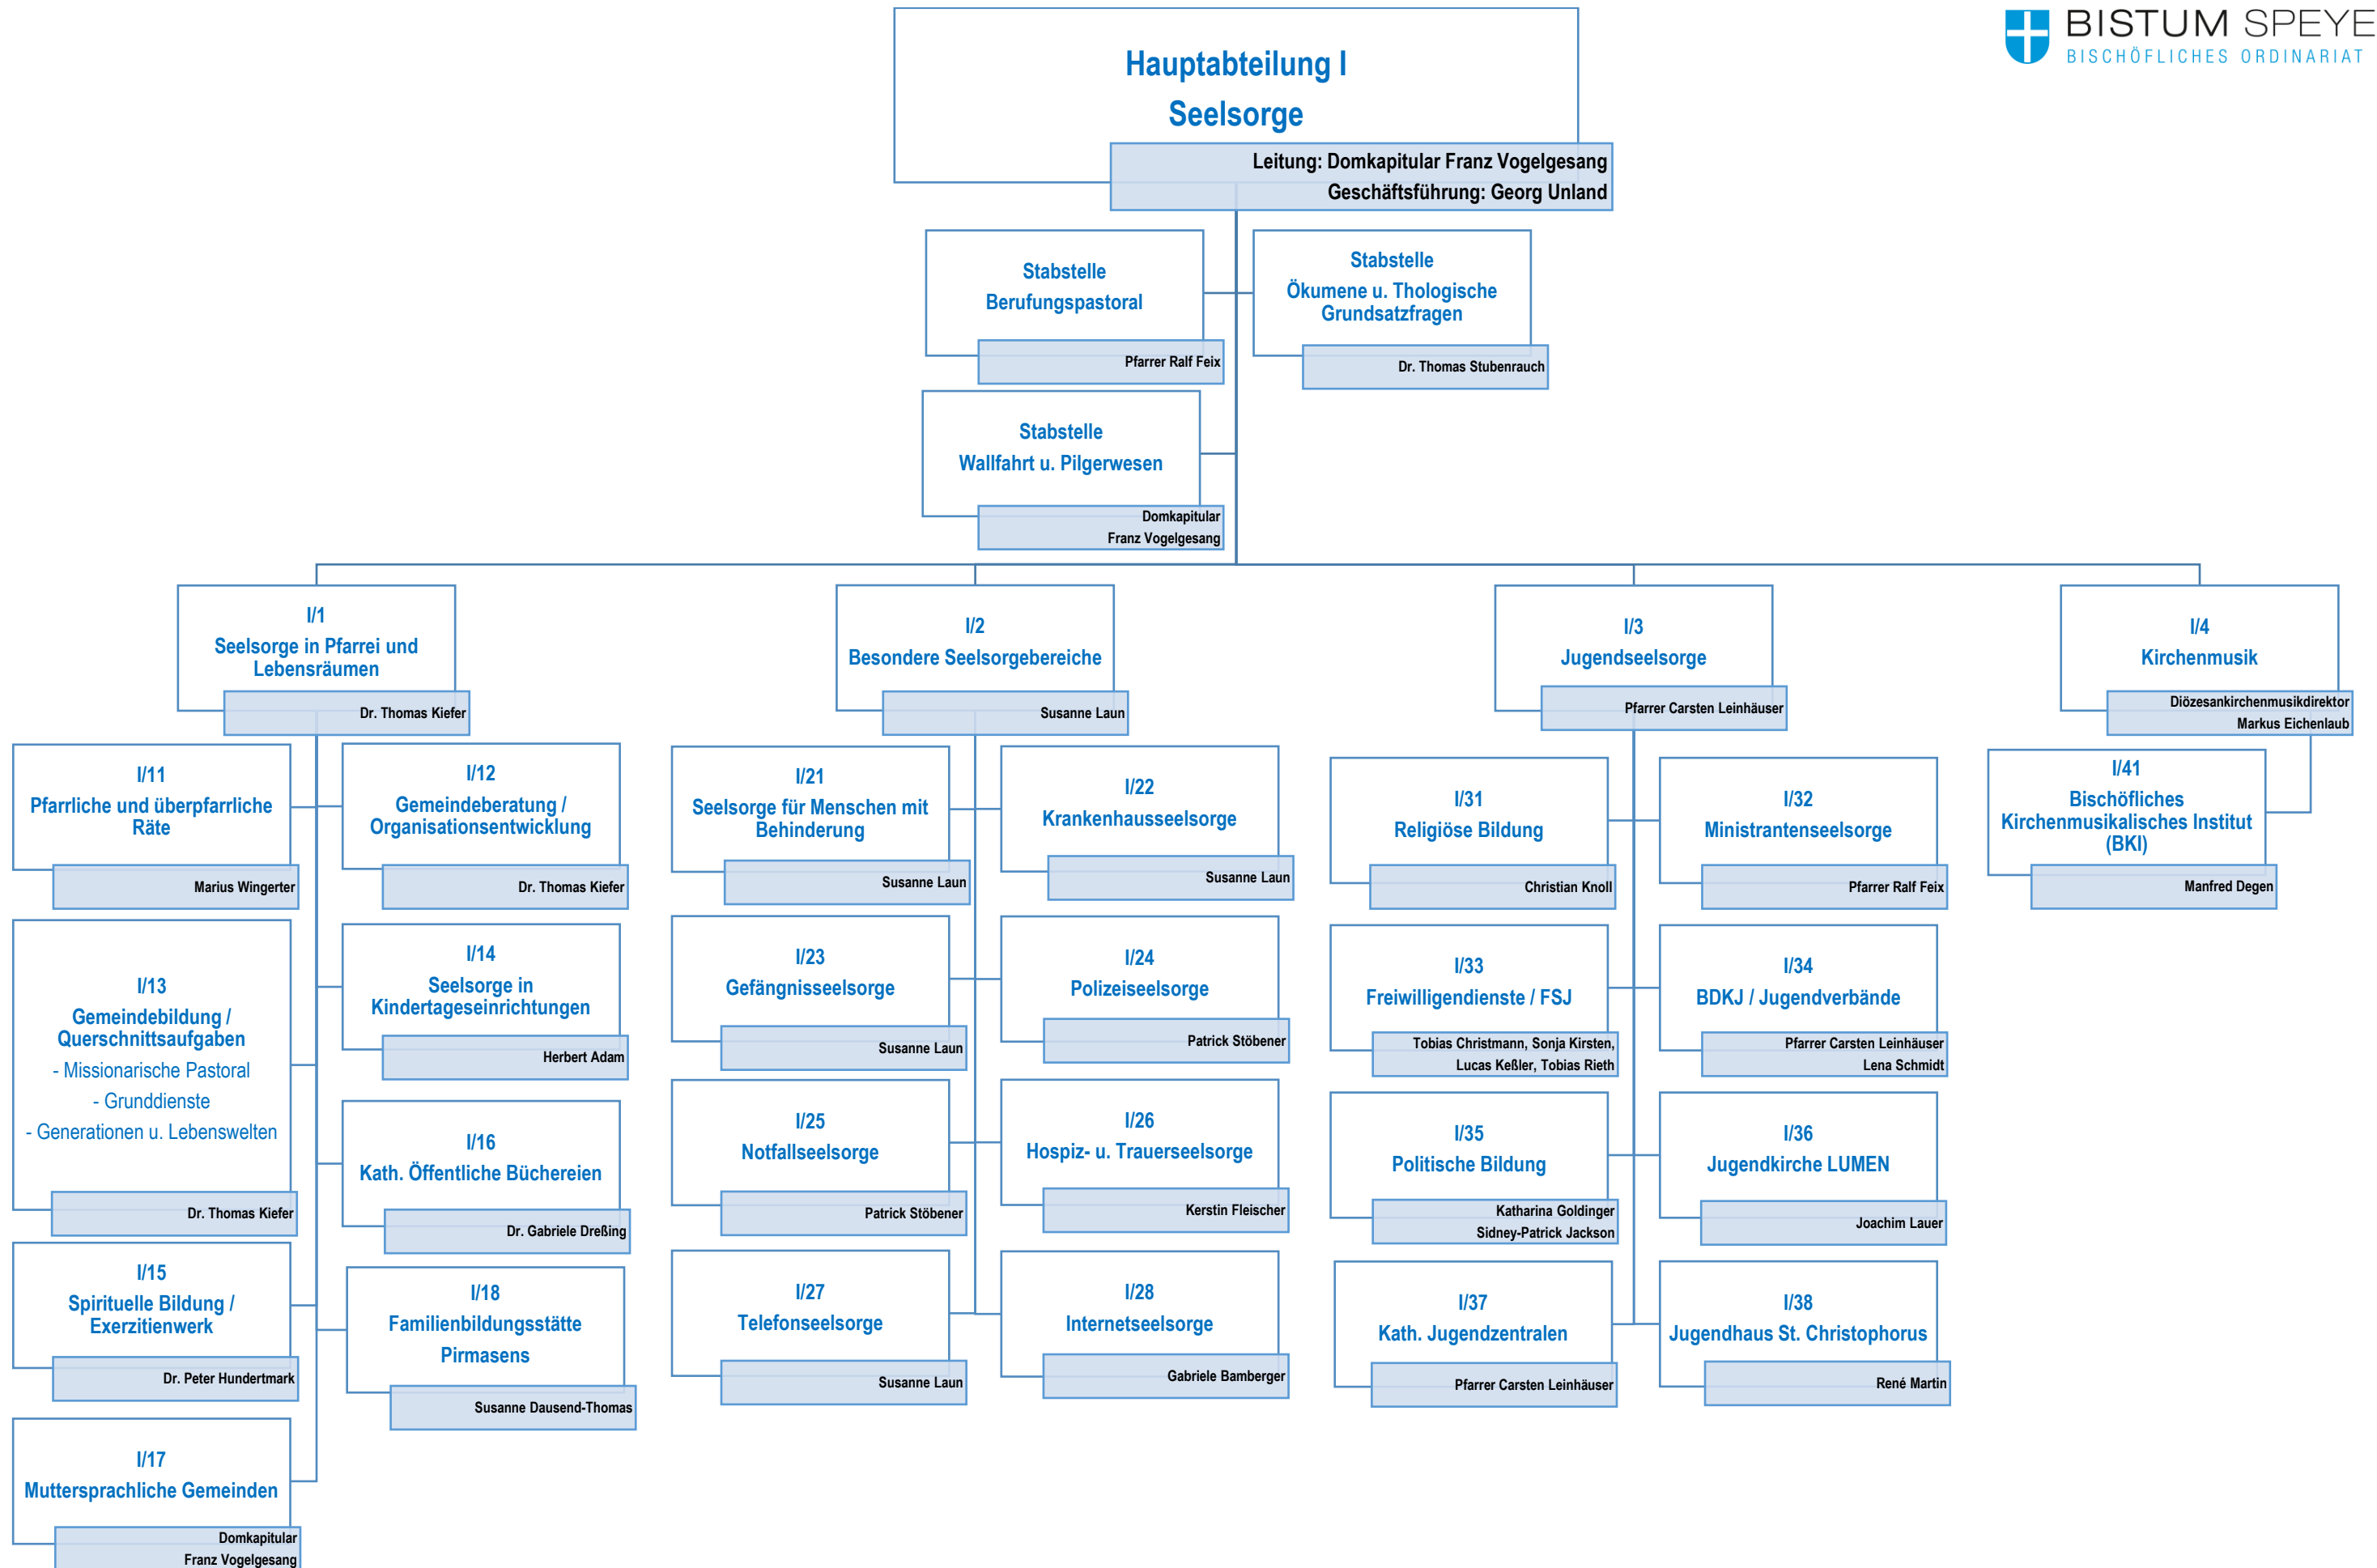 BISTUM SPEYE
BISCHÖFLICHES ORDINARIAT
Hauptabteilung I
Seelsorge
Leitung: Domkapitular Franz Vogelgesang
Geschäftsführung: Georg Unland
Stabstelle
Berufungspastoral
Pfarrer Ralf Feix
Stabstelle
Ökumene u. Thologische
Grundsatzfragen
Dr. Thomas Stubenrauch
Stabstelle
Wallfahrt u. Pilgerwesen
Domkapitular
Franz Vogelgesang
I/1
Seelsorge in Pfarrei und
Lebensräumen
Dr. Thomas Kiefer
I/2
Besondere Seelsorgebereiche
Susanne Laun
I/3
Jugendseelsorge
Pfarrer Carsten Leinhäuser
I/4
Kirchenmusik
Diözesankirchenmusikdirektor
Markus Eichenlaub
I/11
Pfarrliche und überpfarrliche
Räte
Marius Wingerter
I/12
Gemeindeberatung /
Organisationsentwicklung
Dr. Thomas Kiefer
I/13
Gemeindebildung /
Querschnittsaufgaben
- Missionarische Pastoral
- Grunddienste
- Generationen u. Lebenswelten
Dr. Thomas Kiefer
I/14
Seelsorge in
Kindertageseinrichtungen
Herbert Adam
I/16
Kath. Öffentliche Büchereien
Dr. Gabriele Dreßing
I/15
Spirituelle Bildung /
Exerzitienwerk
Dr. Peter Hundertmark
I/18
Familienbildungsstätte
Pirmasens
Susanne Dausend-Thomas
I/17
Muttersprachliche Gemeinden
Domkapitular
Franz Vogelgesang
I/21
Seelsorge für Menschen mit
Behinderung
Susanne Laun
I/22
Krankenhausseelsorge
Susanne Laun
I/23
Gefängnisseelsorge
Susanne Laun
I/24
Polizeiseelsorge
Patrick Stöbener
I/25
Notfallseelsorge
Patrick Stöbener
I/26
Hospiz- u. Trauerseelsorge
Kerstin Fleischer
I/27
Telefonseelsorge
Susanne Laun
I/28
Internetseelsorge
Gabriele Bamberger
I/31
Religiöse Bildung
Christian Knoll
I/32
Ministrantenseelsorge
Pfarrer Ralf Feix
I/33
Freiwilligendienste / FSJ
Tobias Christmann, Sonja Kirsten,
Lucas Keßler, Tobias Rieth
I/34
BDKJ / Jugendverbände
Pfarrer Carsten Leinhäuser
Lena Schmidt
I/35
Politische Bildung
Katharina Goldinger
Sidney-Patrick Jackson
I/36
Jugendkirche LUMEN
Joachim Lauer
I/37
Kath. Jugendzentralen
Pfarrer Carsten Leinhäuser
I/38
Jugendhaus St. Christophorus
René Martin
I/41
Bischöfliches
Kirchenmusikalisches Institut
(BKI)
Manfred Degen